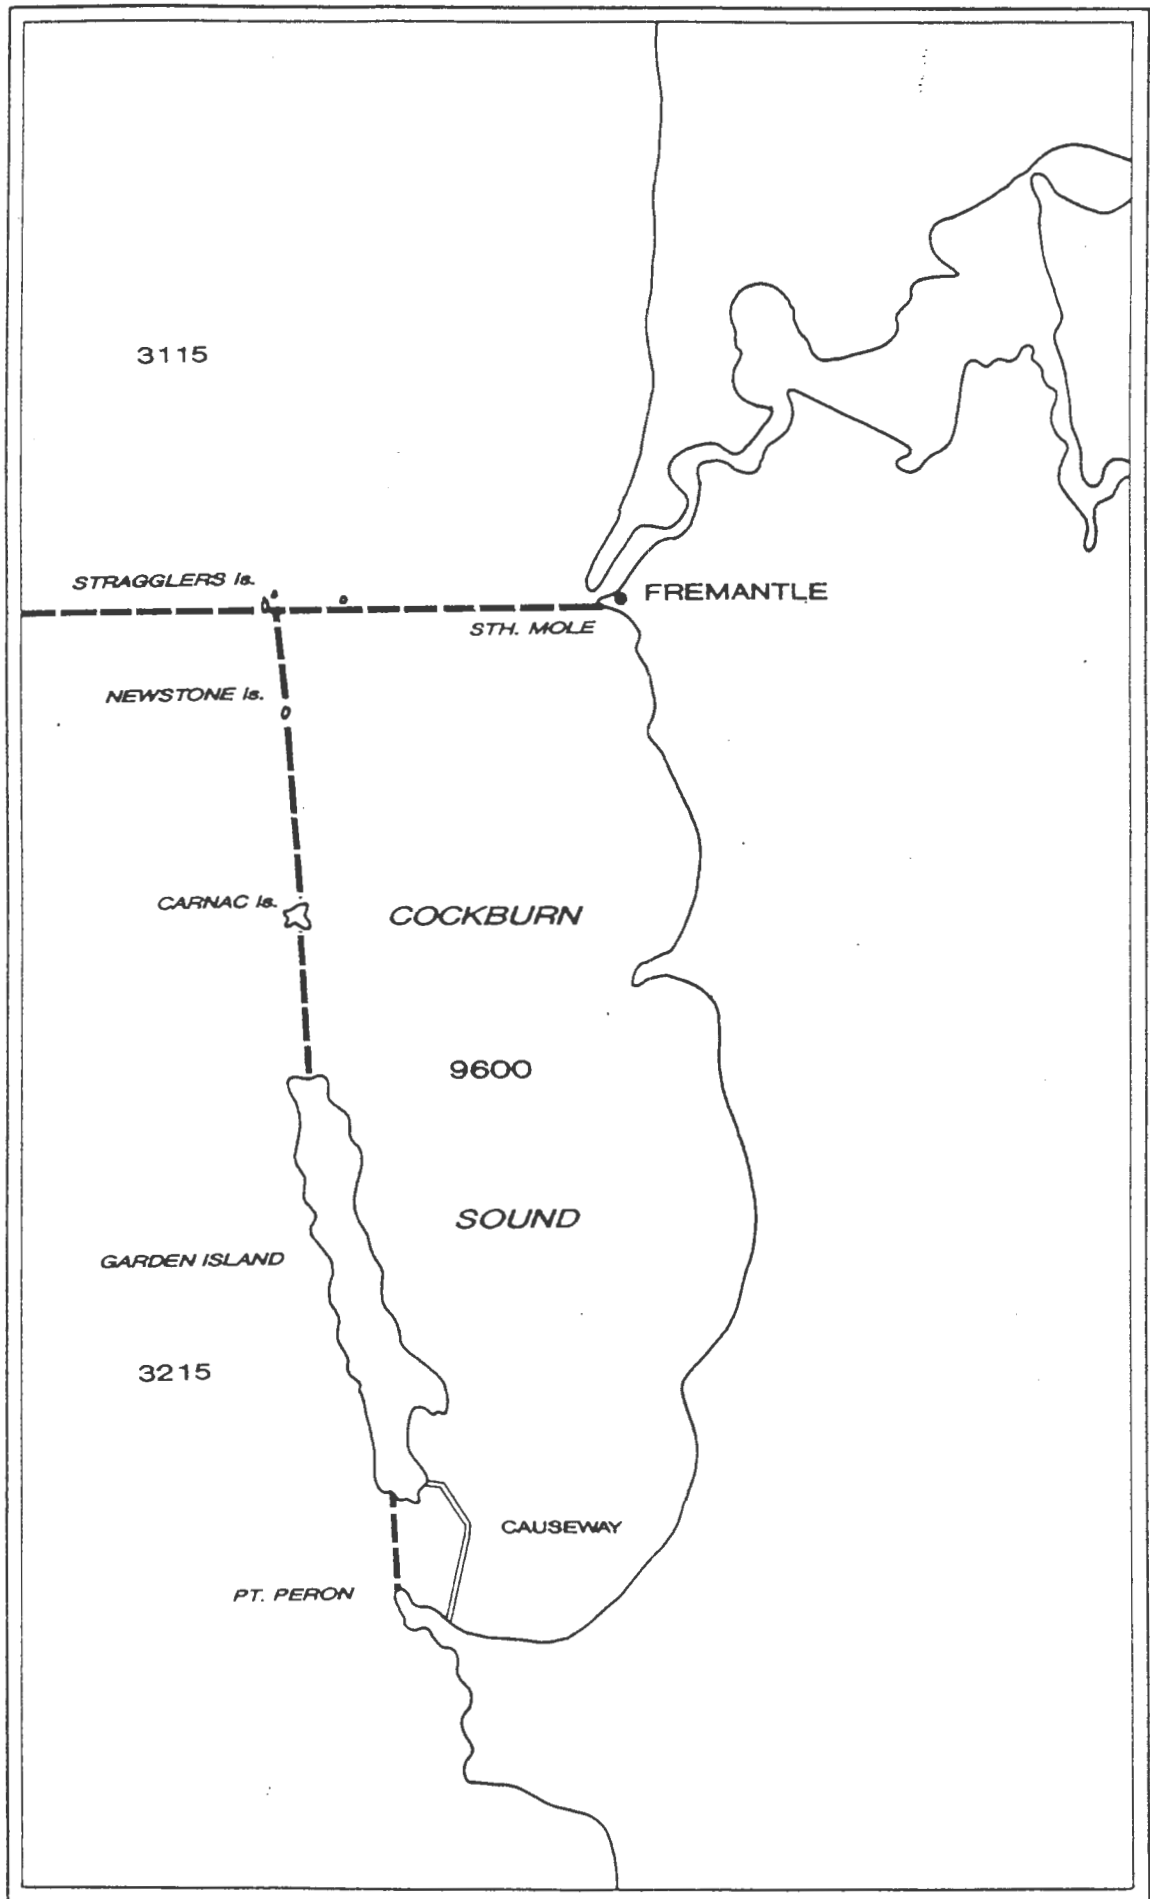 3115
STRAGGLERS Is.
FREMANTLE
STH. MOLE
NEWSTONE Is.
CARNAC Is.
COCKBURN
9600
SOUND
GARDEN ISLAND
3215
CAUSEWAY
PT. PERON